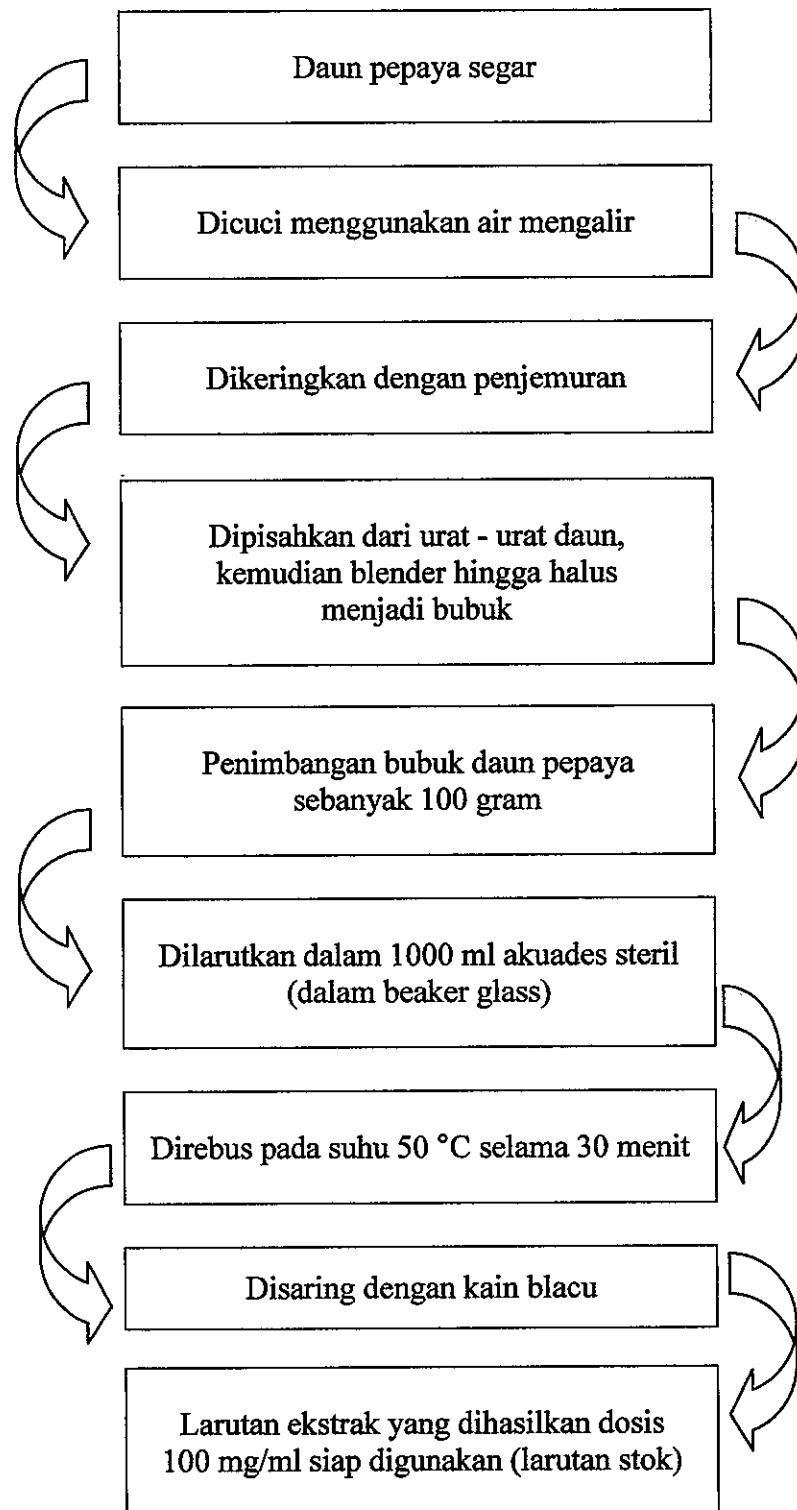 Daun pepaya segar
Dicuci menggunakan air mengalir
Dikeringkan dengan penjemuran
Dipisahkan dari urat - urat daun,
kemudian blender hingga halus
menjadi bubuk
Penimbangan bubuk daun pepaya
sebanyak 100 gram
Dilarutkan dalam 1000 ml akuades steril
(dalam beaker glass)
Direbus pada suhu 50 °C selama 30 menit
Disaring dengan kain blacu
Larutan ekstrak yang dihasilkan dosis
100 mg/ml siap digunakan (larutan stok)